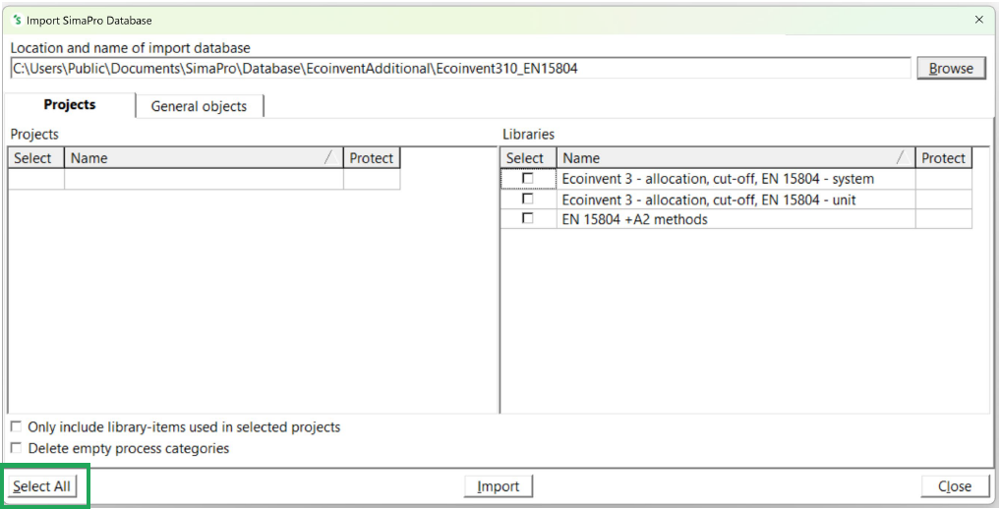 Import SimaPro Database
Location and name of import database
C:\Users\Public\Documents\SimaPro\Database\EcoinventAdditional\Ecoinvent310_EN15804
Browse
Projects General objects
Projects
Select Name Protect
Libraries
Select Name Protect
Ecoinvent 3 - allocation, cut-off, EN 15804 - system
Ecoinvent 3 - allocation, cut-off, EN 15804 - unit
EN 15804 +A2 methods
Only include library-items used in selected projects
Delete empty process categories
Select All Import Close